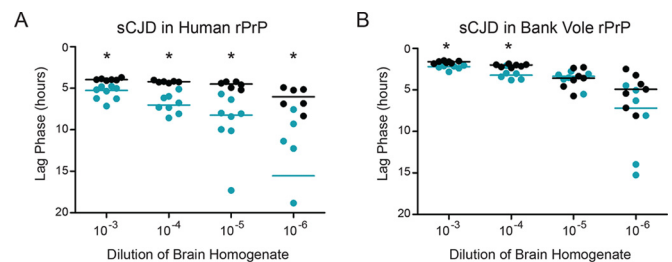 A
sCJD in Human rPrP
0
5
10
15
20
Lag Phase (hours)
* * * *
10-3 10-4 10-5 10-6
Dilution of Brain Homogenate
B
sCJD in Bank Vole rPrP
0
5
10
15
20
Lag Phase (hours)
* *
10-3 10-4 10-5 10-6
Dilution of Brain Homogenate